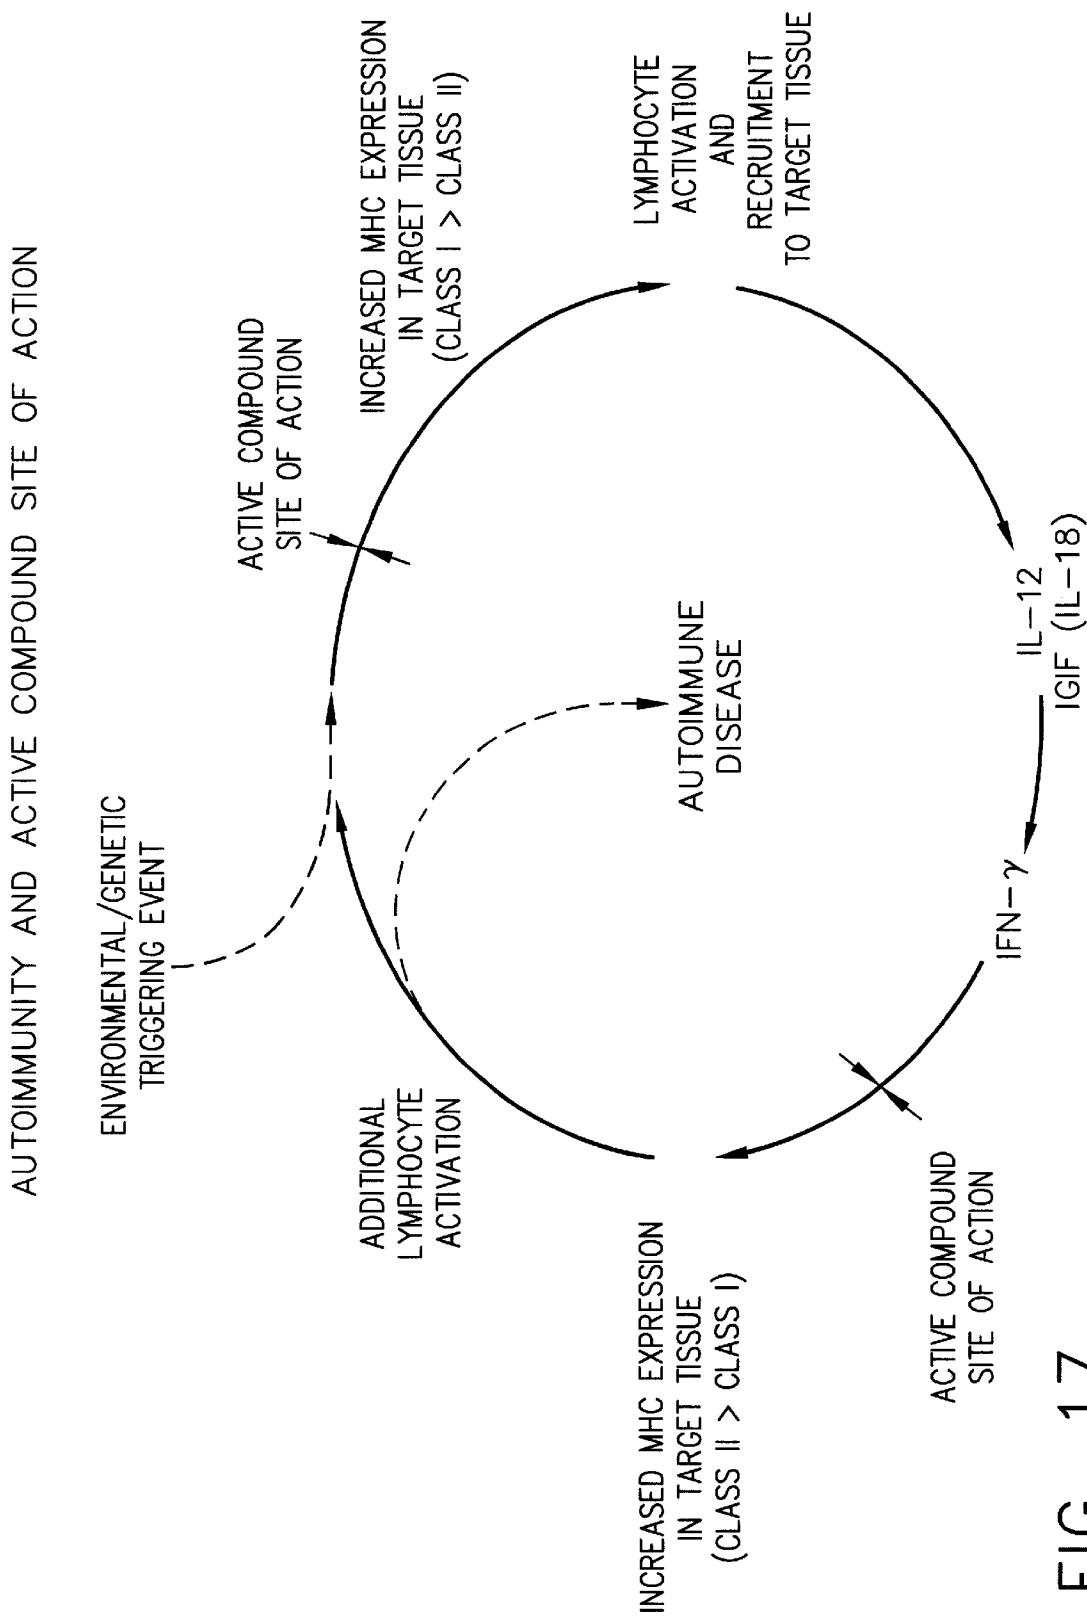 AUTOIMMUNITY AND ACTIVE COMPOUND SITE OF ACTION
ENVIRONMENTAL/GENETIC
TRIGGERING EVENT
ACTIVE COMPOUND
SITE OF ACTION
INCREASED MHC EXPRESSION
IN TARGET TISSUE
(CLASS I > CLASS II)
LYMPHOCYTE
ACTIVATION
AND
RECRUITMENT
TO TARGET TISSUE
IL-12
IGIF (IL-18)
IFN-γ
ACTIVE COMPOUND
SITE OF ACTION
INCREASED MHC EXPRESSION
IN TARGET TISSUE
(CLASS II > CLASS I)
ADDITIONAL
LYMPHOCYTE
ACTIVATION
AUTOIMMUNE
DISEASE
FIG. 17